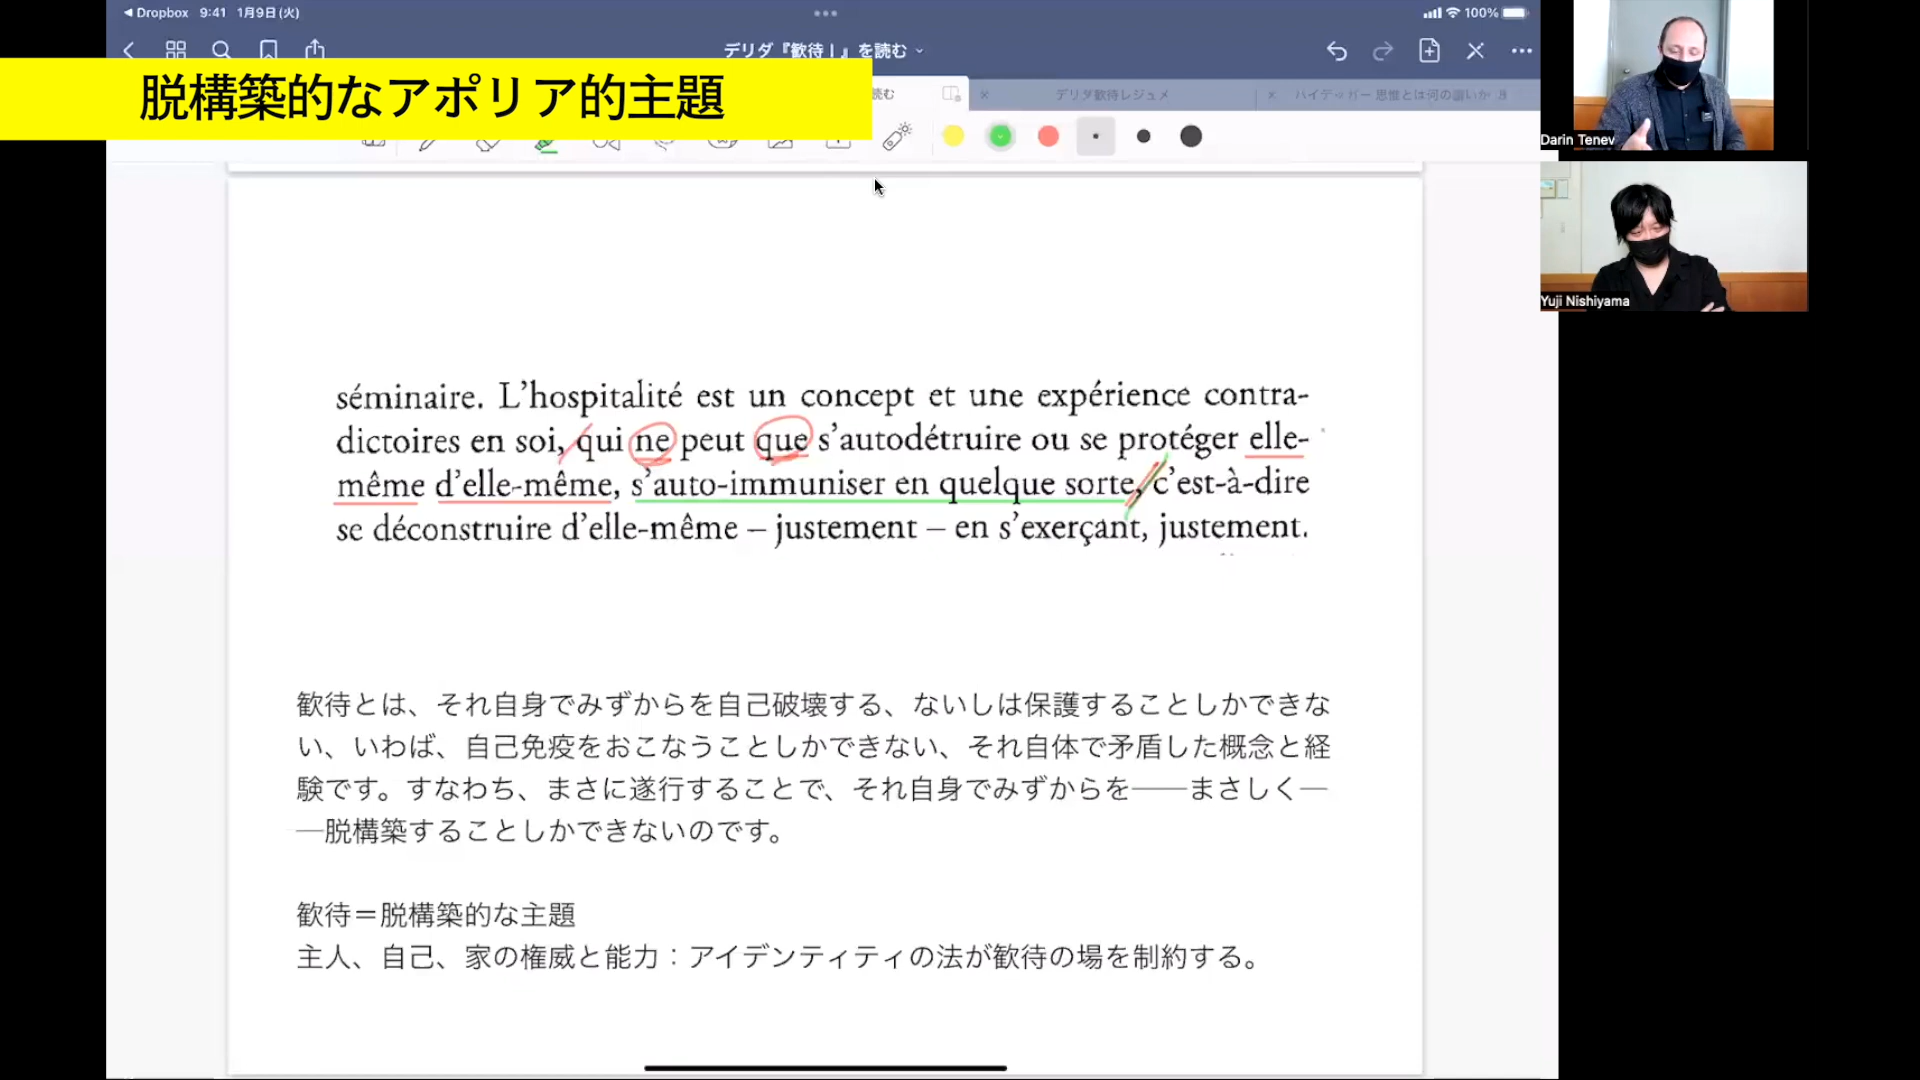 Dropbox 9:41 1月9日(火)
100%
デリダ『歓待Ⅰ』を読む
脱構築的なアポリア的主題
読む
デリダ歓待レジュメ
Darin Tenev
Yuji Nishiyama
séminaire. L’hospitalité est un concept et une expérience contra-
dictoires en soi, qui ne peut que s’autodétruire ou se protéger elle-
même d’elle-même, s’auto-immuniser en quelque sorte, c’est-à-dire
se déconstruire d’elle-même – justement – en s’exerçant, justement.
歓待とは、それ自身でみずからを自己破壊する、ないしは保護することしかできな
い、いわば、自己免疫をおこなうことしかできない、それ自体で矛盾した概念と経
験です。すなわち、まさに遂行することで、それ自身でみずからを――まさしく―
―脱構築することしかできないのです。
歓待＝脱構築的な主題
主人、自己、家の権威と能力：アイデンティティの法が歓待の場を制約する。